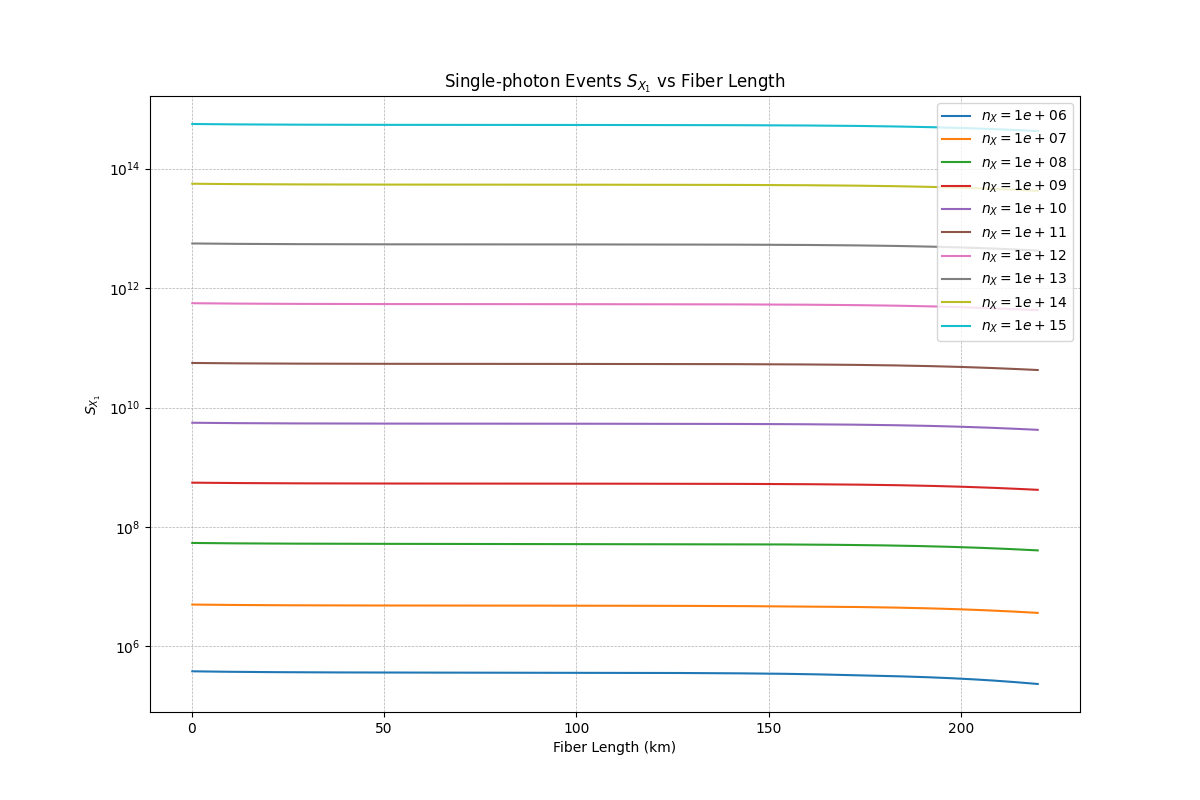 Single-photon Events $S_{X_1}$ vs Fiber Length
$S_{X_1}$
$10^{14}$
$10^{12}$
$10^{10}$
$10^{8}$
$10^{6}$
0 50 100 150 200
Fiber Length (km)
$n_X = 1e + 06$
$n_X = 1e + 07$
$n_X = 1e + 08$
$n_X = 1e + 09$
$n_X = 1e + 10$
$n_X = 1e + 11$
$n_X = 1e + 12$
$n_X = 1e + 13$
$n_X = 1e + 14$
$n_X = 1e + 15$